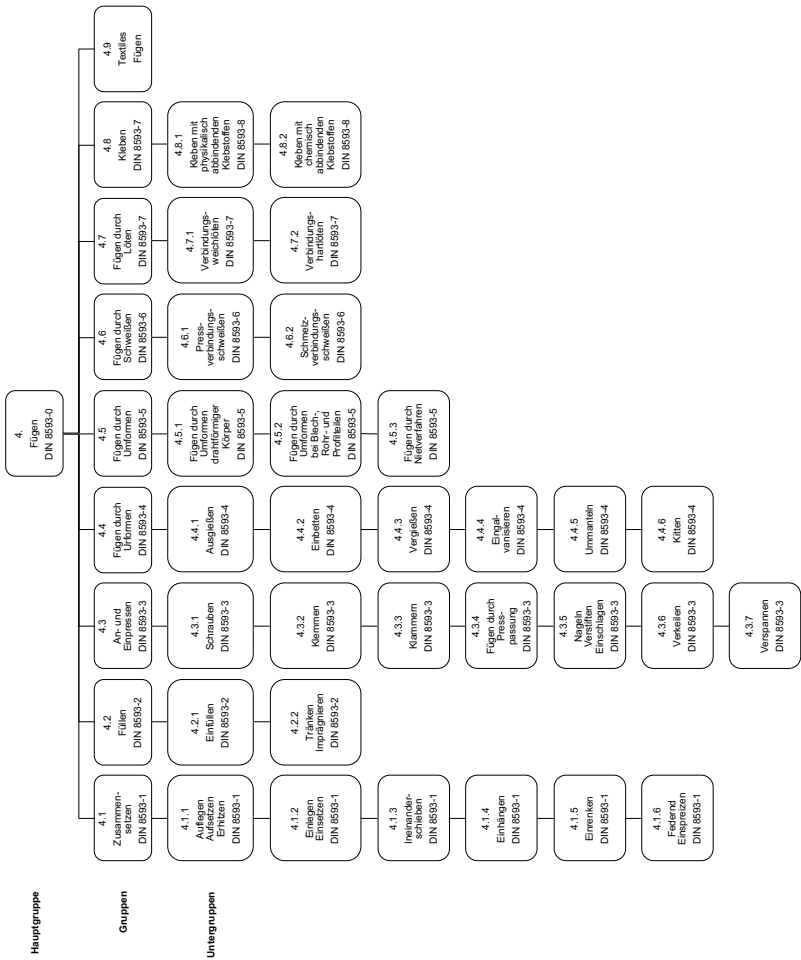 Hauptgruppe
4.
Fügen
DIN 8593-0
Gruppen
4.1
Zusammen-
setzen
DIN 8593-1
4.2
Füllen
DIN 8593-2
4.3
An- und
Einpressen
DIN 8593-3
4.4
Fügen durch
Urformen
DIN 8593-4
4.5
Fügen durch
Umformen
DIN 8593-5
4.6
Fügen durch
Schweißen
DIN 8593-6
4.7
Fügen durch
Löten
DIN 8593-7
4.8
Kleben
DIN 8593-7
4.9
Textiles
Fügen
Untergruppen
4.1.1
Auflegen
Aufsetzen
Erhitzen
DIN 8593-1
4.2.1
Einfüllen
DIN 8593-2
4.3.1
Schrauben
DIN 8593-3
4.4.1
Ausgießen
DIN 8593-4
4.5.1
Fügen durch
Umformen
drahtförmiger
Körper
DIN 8593-5
4.6.1
Press-
verbindungs-
schweißen
DIN 8593-6
4.7.1
Verbindungs-
weichlöten
DIN 8593-7
4.8.1
Kleben mit
physikalisch
abbindenden
Klebstoffen
DIN 8593-8
4.1.2
Einlegen
Einsetzen
DIN 8593-1
4.2.2
Tränken
Imprägnieren
DIN 8593-2
4.3.2
Klemmen
DIN 8593-3
4.4.2
Einbetten
DIN 8593-4
4.5.2
Fügen durch
Umformen
bei Blech-,
Rohr- und
Profilteilen
DIN 8593-5
4.6.2
Schmelz-
verbindungs-
schweißen
DIN 8593-6
4.7.2
Verbindungs-
hartlöten
DIN 8593-7
4.8.2
Kleben mit
chemisch
abbindenden
Klebstoffen
DIN 8593-8
4.1.3
Ineinander-
schieben
DIN 8593-1
4.3.3
Klammern
DIN 8593-3
4.4.3
Vergießen
DIN 8593-4
4.5.3
Fügen durch
Nietverfahren
DIN 8593-5
4.1.4
Einhängen
DIN 8593-1
4.3.4
Fügen durch
Press-
passung
DIN 8593-3
4.4.4
Eingal-
vanisieren
DIN 8593-4
4.1.5
Einrenken
DIN 8593-1
4.3.5
Nageln
Verstiften
Einschlagen
DIN 8593-3
4.4.5
Ummanteln
DIN 8593-4
4.1.6
Federnd
Einspreizen
DIN 8593-1
4.3.6
Verkeilen
DIN 8593-3
4.4.6
Kitten
DIN 8593-4
4.3.7
Verspannen
DIN 8593-3